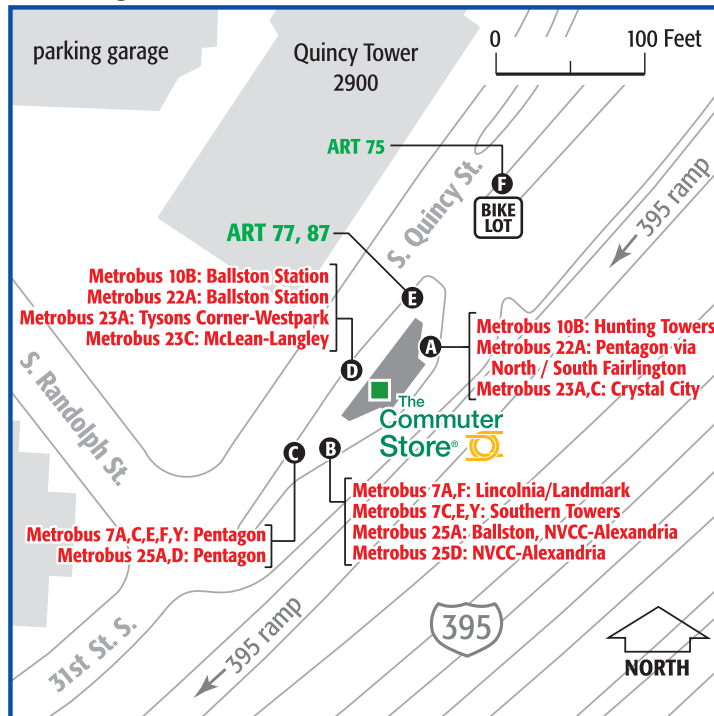 parking garage
Quincy Tower
2900
0
100 Feet
ART 75
F
BIKE
LOT
S. Quincy St.
395 ramp
ART 77, 87
E
Metrobus 10B: Ballston Station
Metrobus 22A: Ballston Station
Metrobus 23A: Tysons Corner-Westpark
Metrobus 23C: McLean-Langley
D
A
Metrobus 10B: Hunting Towers
Metrobus 22A: Pentagon via
North / South Fairlington
Metrobus 23A,C: Crystal City
S. Randolph St.
The
Commuter
Store®
C
B
Metrobus 7A,F: Lincolnia/Landmark
Metrobus 7C,E,Y: Southern Towers
Metrobus 25A: Ballston, NVCC-Alexandria
Metrobus 25D: NVCC-Alexandria
Metrobus 7A,C,E,F,Y: Pentagon
Metrobus 25A,D: Pentagon
31st St. S.
395 ramp
395
NORTH